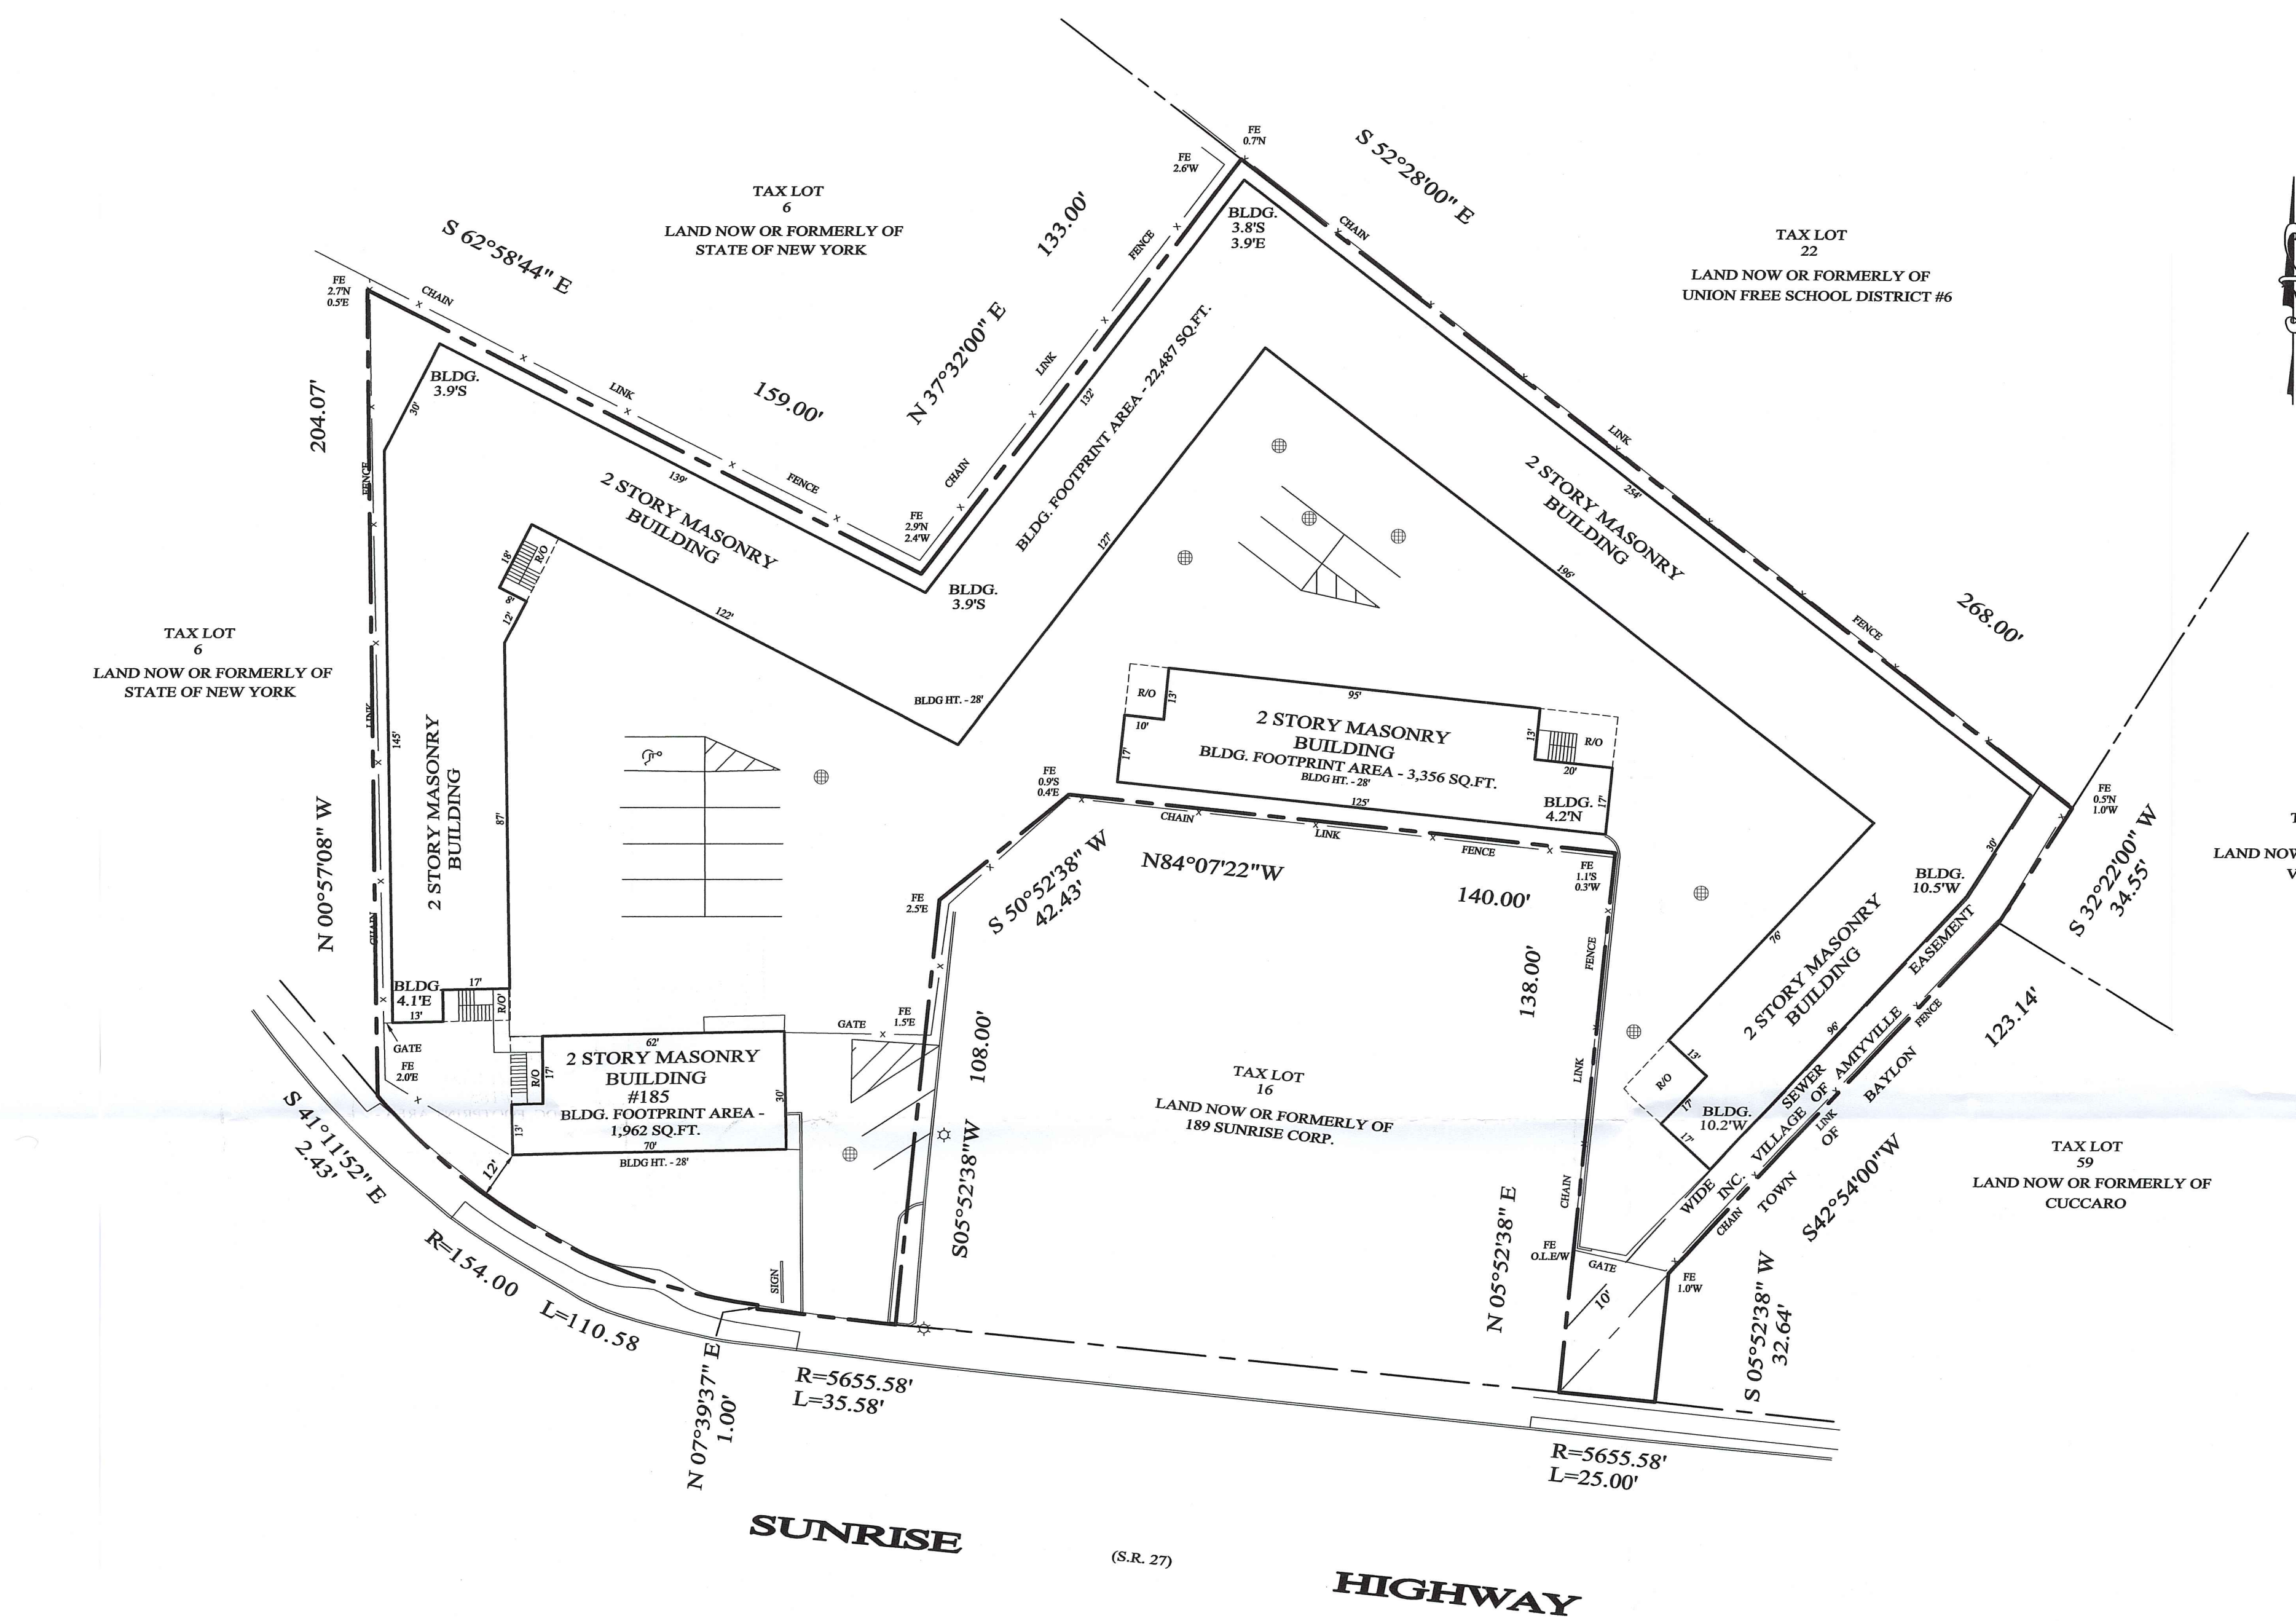 FE
0.7'N
FE
2.6'W
S 52°28'00" E
TAX LOT
6
LAND NOW OR FORMERLY OF
STATE OF NEW YORK
133.00'
BLDG.
3.8'S
3.9'E
CHAIN
FENCE
TAX LOT
22
LAND NOW OR FORMERLY OF
UNION FREE SCHOOL DISTRICT #6
S 62°58'44" E
FE
2.7'N
0.5'E
CHAIN
N 37°32'00" E
LINK
BLDG.
3.9'S
30'
LINK
159.00'
132'
BLDG. FOOTPRINT AREA - 22,487 SQ.FT.
204.07'
FENCE
139'
FENCE
CHAIN
2 STORY MASONRY
BUILDING
FE
2.9'N
2.4'W
LINK
254'
2 STORY MASONRY
BUILDING
18'
R/O
8'
12'
127'
196'
BLDG.
3.9'S
122'
FENCE
268.00'
TAX LOT
6
LAND NOW OR FORMERLY OF
STATE OF NEW YORK
LINK
145'
2 STORY MASONRY
BUILDING
BLDG HT. - 28'
R/O
13'
10'
17'
95'
2 STORY MASONRY
BUILDING
BLDG. FOOTPRINT AREA - 3,356 SQ.FT.
BLDG HT. - 28'
13'
R/O
20'
17'
125'
BLDG.
4.2'N
FE
0.9'S
0.4'E
CHAIN
LINK
FENCE
FE
0.5'N
1.0'W
87'
N 00°57'08" W
CHAIN
FE
2.5'E
S 50°52'38" W
42.43'
N84°07'22"W
140.00'
FE
1.1'S
0.3'W
30'
BLDG.
10.5'W
S 32°22'00" W
34.55'
LAND NOW
BLDG.
4.1'E
13'
17'
R/O
GATE
FE
2.0'E
GATE
FE
1.5'E
138.00'
FENCE
76'
2 STORY MASONRY
BUILDING
EASEMENT
96'
FENCE
123.14'
62'
2 STORY MASONRY
BUILDING
#185
BLDG. FOOTPRINT AREA -
1,962 SQ.FT.
70'
BLDG HT. - 28'
R/O
17'
13'
30'
12'
108.00'
S05°52'38"W
TAX LOT
16
LAND NOW OR FORMERLY OF
189 SUNRISE CORP.
LINK
13'
R/O
17'
17'
BLDG.
10.2'W
SEWER
VILLAGE OF AMIYVILLE
LINK
OF
BAYLON
TAX LOT
59
LAND NOW OR FORMERLY OF
CUCCARO
S 41°11'52" E
2.43'
CHAIN
WIDE
INC.
TOWN
CHAIN
S42°54'00"W
R=154.00
L=110.58
SIGN
N 05°52'38" E
FE
O.L.E/W
GATE
10'
FE
1.0'W
S 05°52'38" W
32.64'
N 07°39'37" E
1.00'
R=5655.58'
L=35.58'
R=5655.58'
L=25.00'
SUNRISE
(S.R. 27)
HIGHWAY